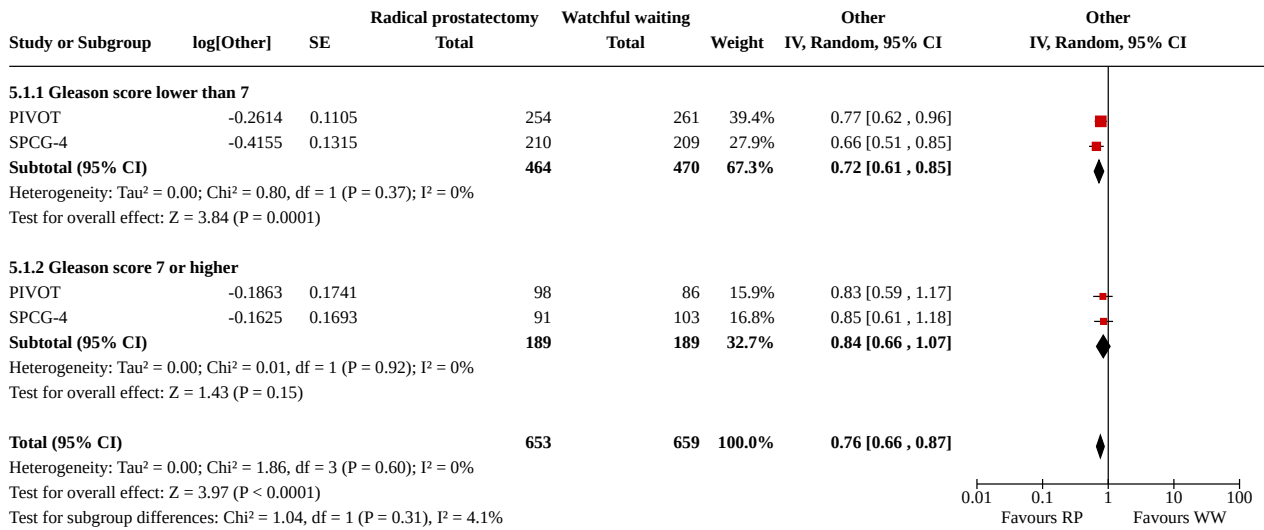 Radical prostatectomy Watchful waiting Other Other
Study or Subgroup log[Other] SE Total Total Weight IV, Random, 95% CI IV, Random, 95% CI
5.1.1 Gleason score lower than 7
PIVOT -0.2614 0.1105 254 261 39.4% 0.77 [0.62 , 0.96]
SPCG-4 -0.4155 0.1315 210 209 27.9% 0.66 [0.51 , 0.85]
Subtotal (95% CI) 464 470 67.3% 0.72 [0.61 , 0.85]
Heterogeneity: Tau² = 0.00; Chi² = 0.80, df = 1 (P = 0.37); I² = 0%
Test for overall effect: Z = 3.84 (P = 0.0001)
5.1.2 Gleason score 7 or higher
PIVOT -0.1863 0.1741 98 86 15.9% 0.83 [0.59 , 1.17]
SPCG-4 -0.1625 0.1693 91 103 16.8% 0.85 [0.61 , 1.18]
Subtotal (95% CI) 189 189 32.7% 0.84 [0.66 , 1.07]
Heterogeneity: Tau² = 0.00; Chi² = 0.01, df = 1 (P = 0.92); I² = 0%
Test for overall effect: Z = 1.43 (P = 0.15)
Total (95% CI) 653 659 100.0% 0.76 [0.66 , 0.87]
Heterogeneity: Tau² = 0.00; Chi² = 1.86, df = 3 (P = 0.60); I² = 0%
Test for overall effect: Z = 3.97 (P < 0.0001)
0.01 0.1 1 10 100
Test for subgroup differences: Chi² = 1.04, df = 1 (P = 0.31), I² = 4.1%
Favours RP Favours WW